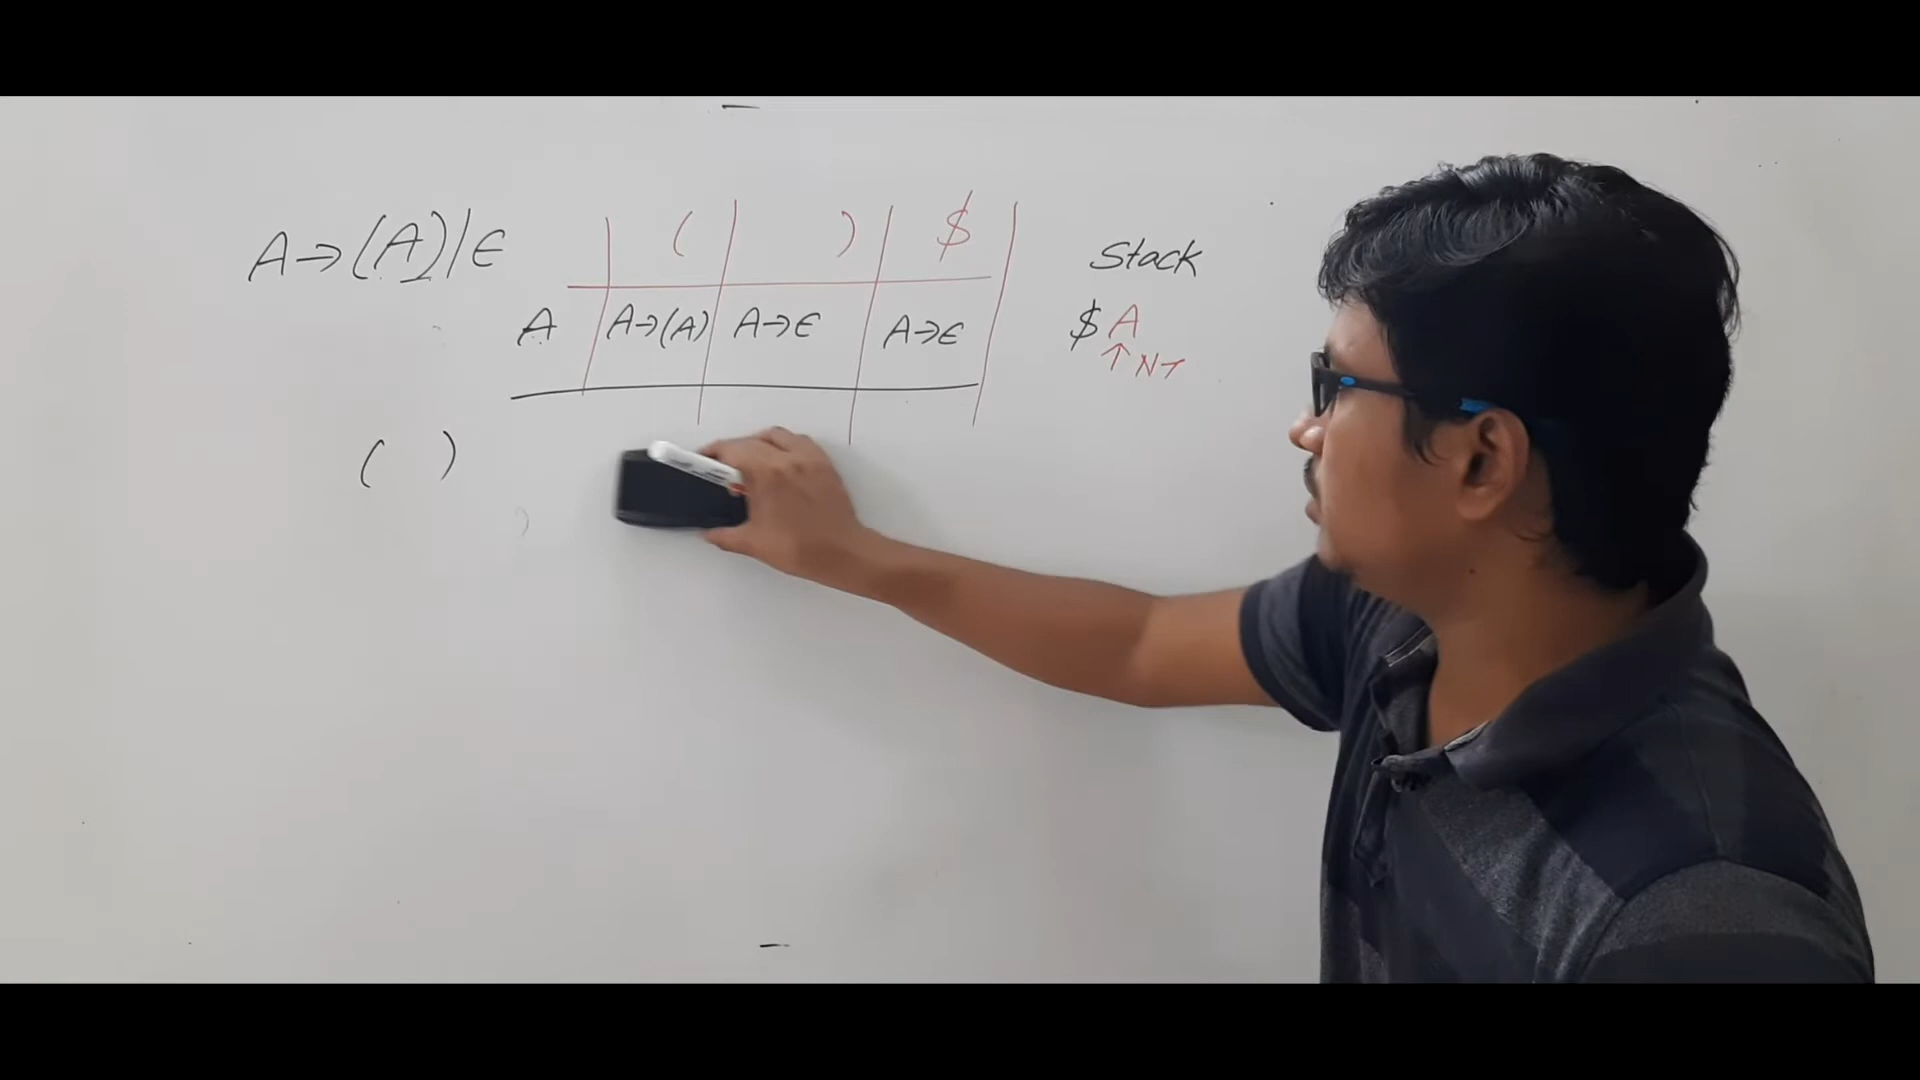 A→(A)|ϵ
( ) $
A A→(A) A→ϵ A→ϵ
Stack
$A
↑NT
( )
)